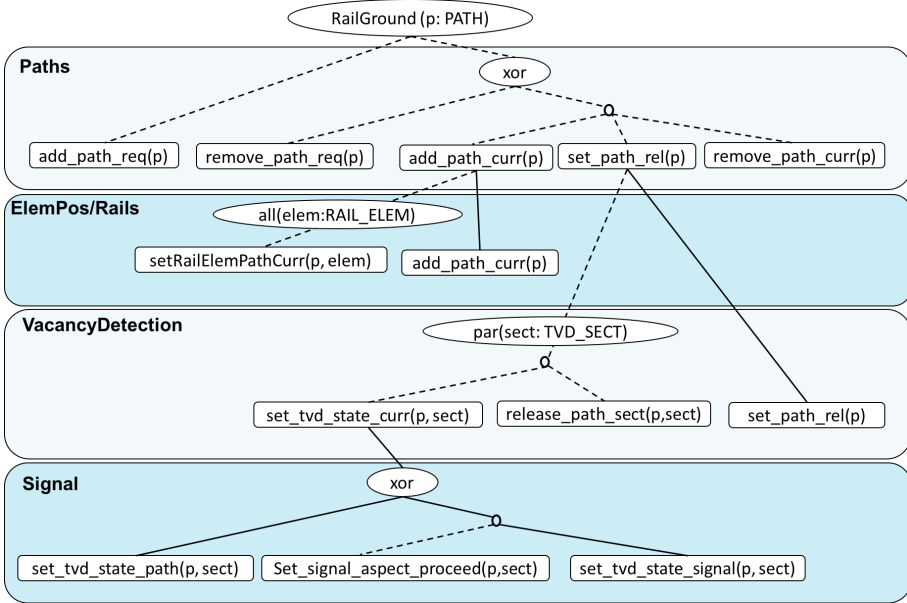 RailGround (p: PATH)
Paths
xor
add_path_req(p)
remove_path_req(p)
add_path_curr(p)
set_path_rel(p)
remove_path_curr(p)
ElemPos/Rails
all(elem:RAIL_ELEM)
setRailElemPathCurr(p, elem)
add_path_curr(p)
VacancyDetection
par(sect: TVD_SECT)
set_tvd_state_curr(p, sect)
release_path_sect(p,sect)
set_path_rel(p)
Signal
xor
set_tvd_state_path(p, sect)
Set_signal_aspect_proceed(p,sect)
set_tvd_state_signal(p, sect)